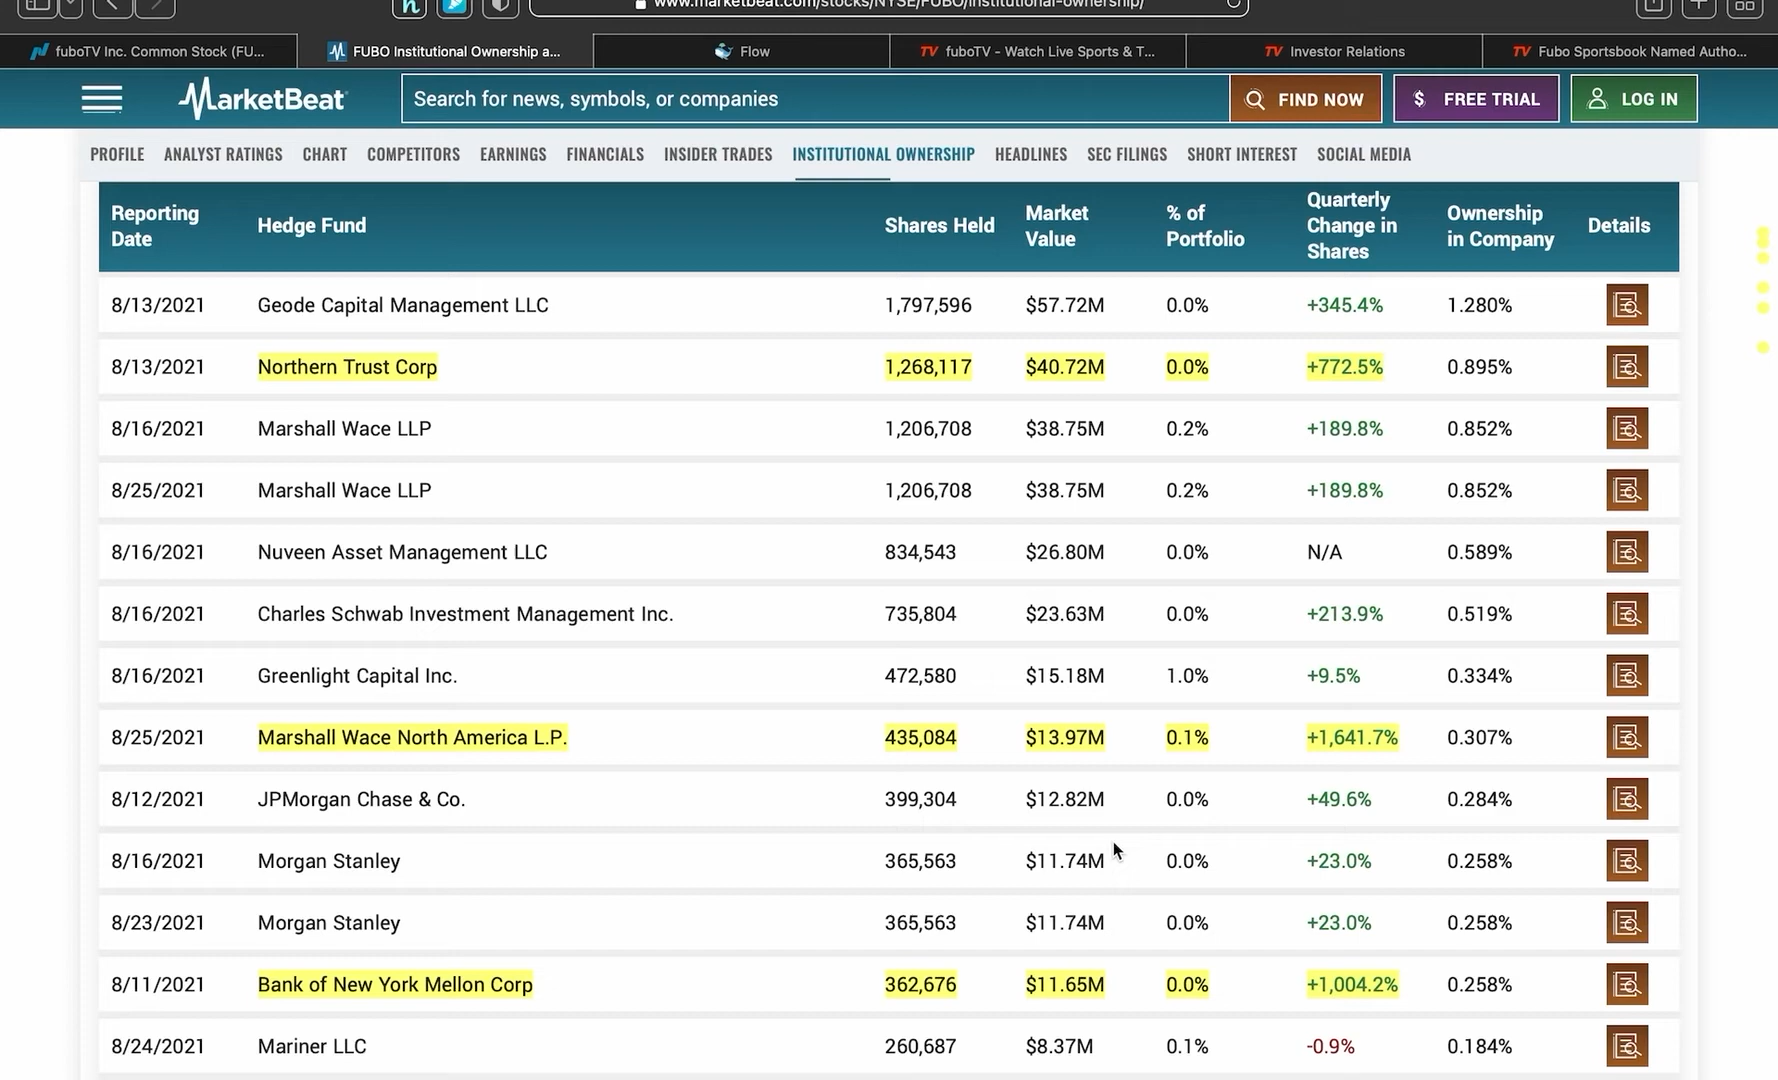 www.marketbeat.com/stocks/NYSE/FUBO/institutional-ownership/
fuboTV Inc. Common Stock (FU...
FUBO Institutional Ownership a...
Flow
fuboTV - Watch Live Sports & T...
Investor Relations
Fubo Sportsbook Named Autho...
MarketBeat
Search for news, symbols, or companies
FIND NOW
$ FREE TRIAL
LOG IN
PROFILE ANALYST RATINGS CHART COMPETITORS EARNINGS FINANCIALS INSIDER TRADES INSTITUTIONAL OWNERSHIP HEADLINES SEC FILINGS SHORT INTEREST SOCIAL MEDIA
Reporting Date Hedge Fund Shares Held Market Value % of Portfolio Quarterly Change in Shares Ownership in Company Details
8/13/2021 Geode Capital Management LLC 1,797,596 $57.72M 0.0% +345.4% 1.280%
8/13/2021 Northern Trust Corp 1,268,117 $40.72M 0.0% +772.5% 0.895%
8/16/2021 Marshall Wace LLP 1,206,708 $38.75M 0.2% +189.8% 0.852%
8/25/2021 Marshall Wace LLP 1,206,708 $38.75M 0.2% +189.8% 0.852%
8/16/2021 Nuveen Asset Management LLC 834,543 $26.80M 0.0% N/A 0.589%
8/16/2021 Charles Schwab Investment Management Inc. 735,804 $23.63M 0.0% +213.9% 0.519%
8/16/2021 Greenlight Capital Inc. 472,580 $15.18M 1.0% +9.5% 0.334%
8/25/2021 Marshall Wace North America L.P. 435,084 $13.97M 0.1% +1,641.7% 0.307%
8/12/2021 JPMorgan Chase & Co. 399,304 $12.82M 0.0% +49.6% 0.284%
8/16/2021 Morgan Stanley 365,563 $11.74M 0.0% +23.0% 0.258%
8/23/2021 Morgan Stanley 365,563 $11.74M 0.0% +23.0% 0.258%
8/11/2021 Bank of New York Mellon Corp 362,676 $11.65M 0.0% +1,004.2% 0.258%
8/24/2021 Mariner LLC 260,687 $8.37M 0.1% -0.9% 0.184%